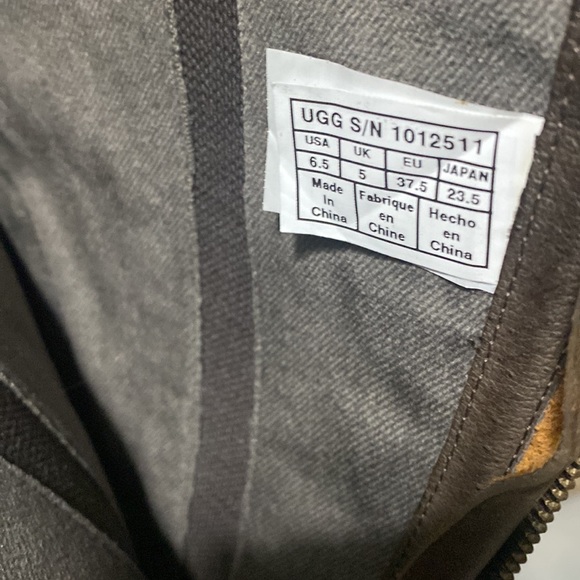 UGG S/N 1012511
USA UK EU JAPAN
6.5 5 37.5 23.5
Made Fabrique Hecho
In en en
China Chine China